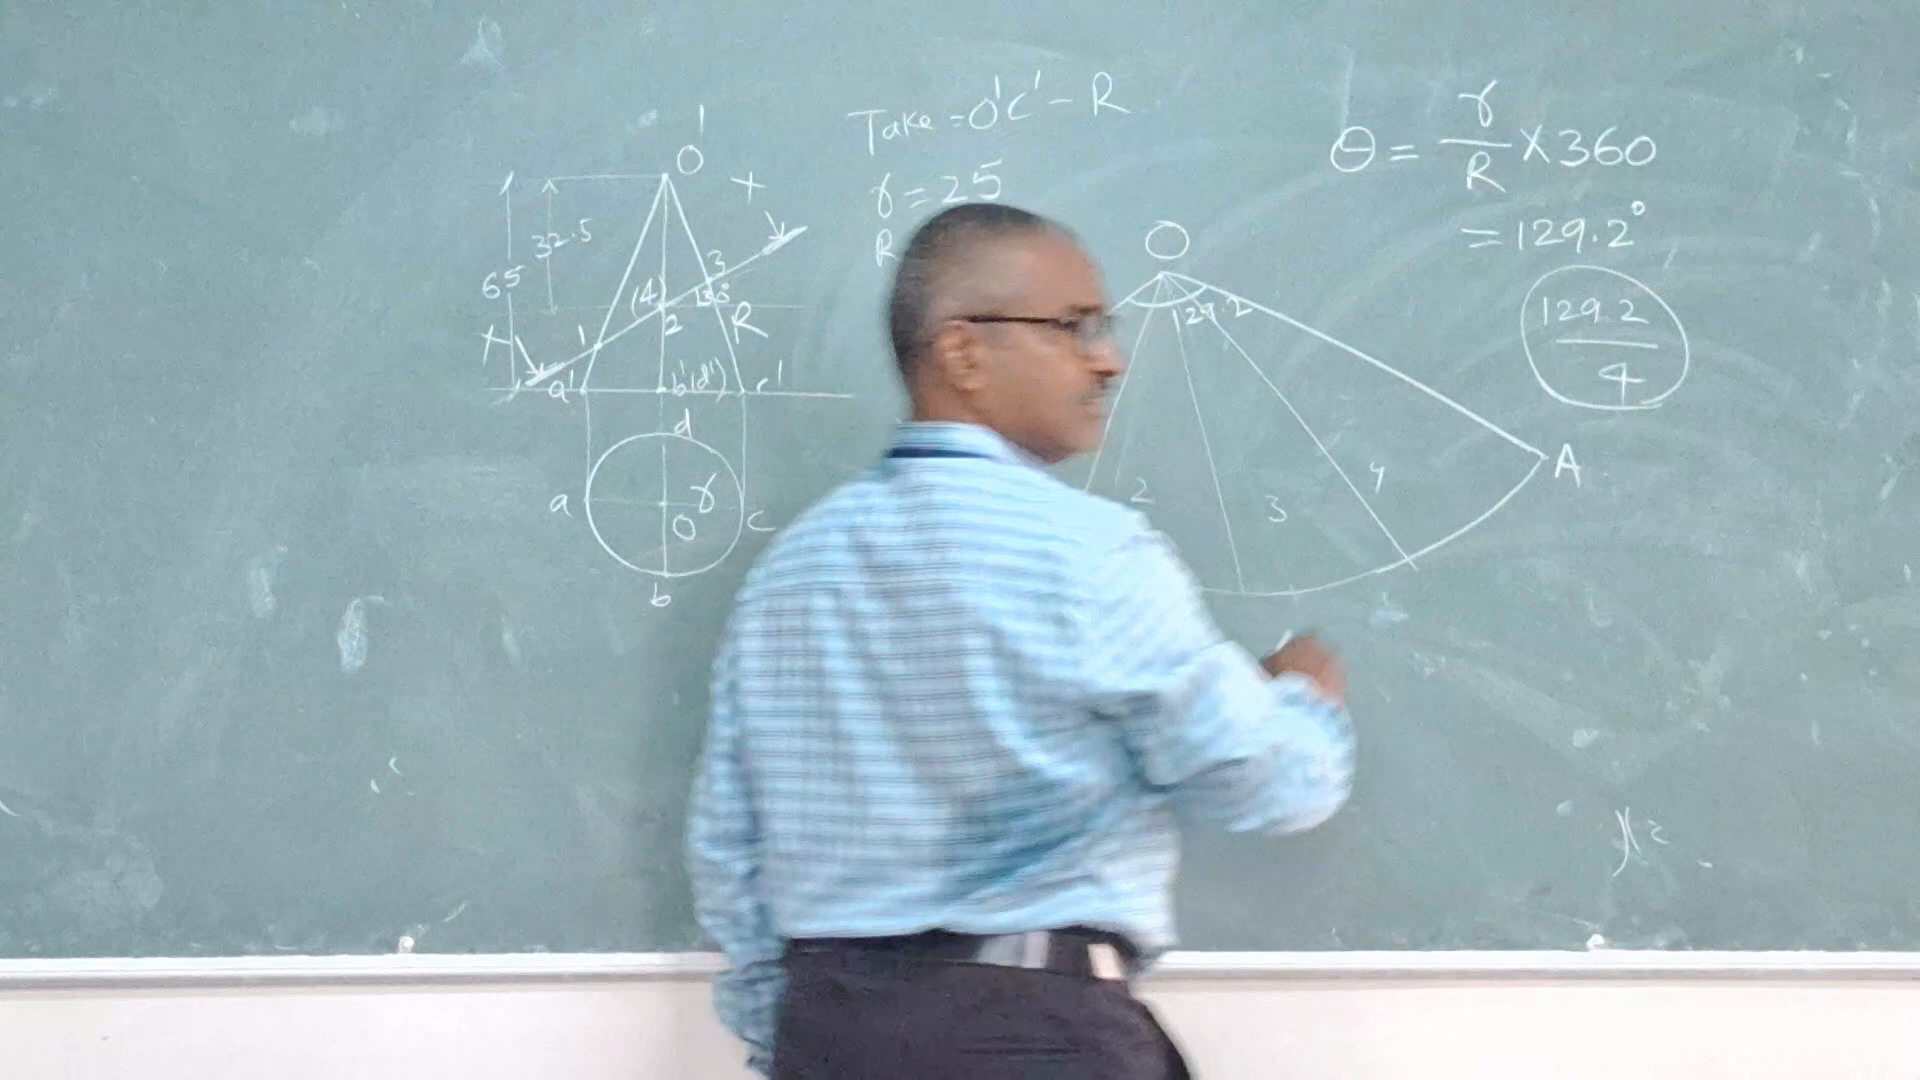 Take = O'C' - R
r = 25
R
θ = r/R × 360
= 129.2°
129.2
4
O'
X
65
32.5
3
(4)
30°
1
2
R
X
a'
b'(d')
c'
d
a
r
O
c
b
O
129.2
2
3
4
A